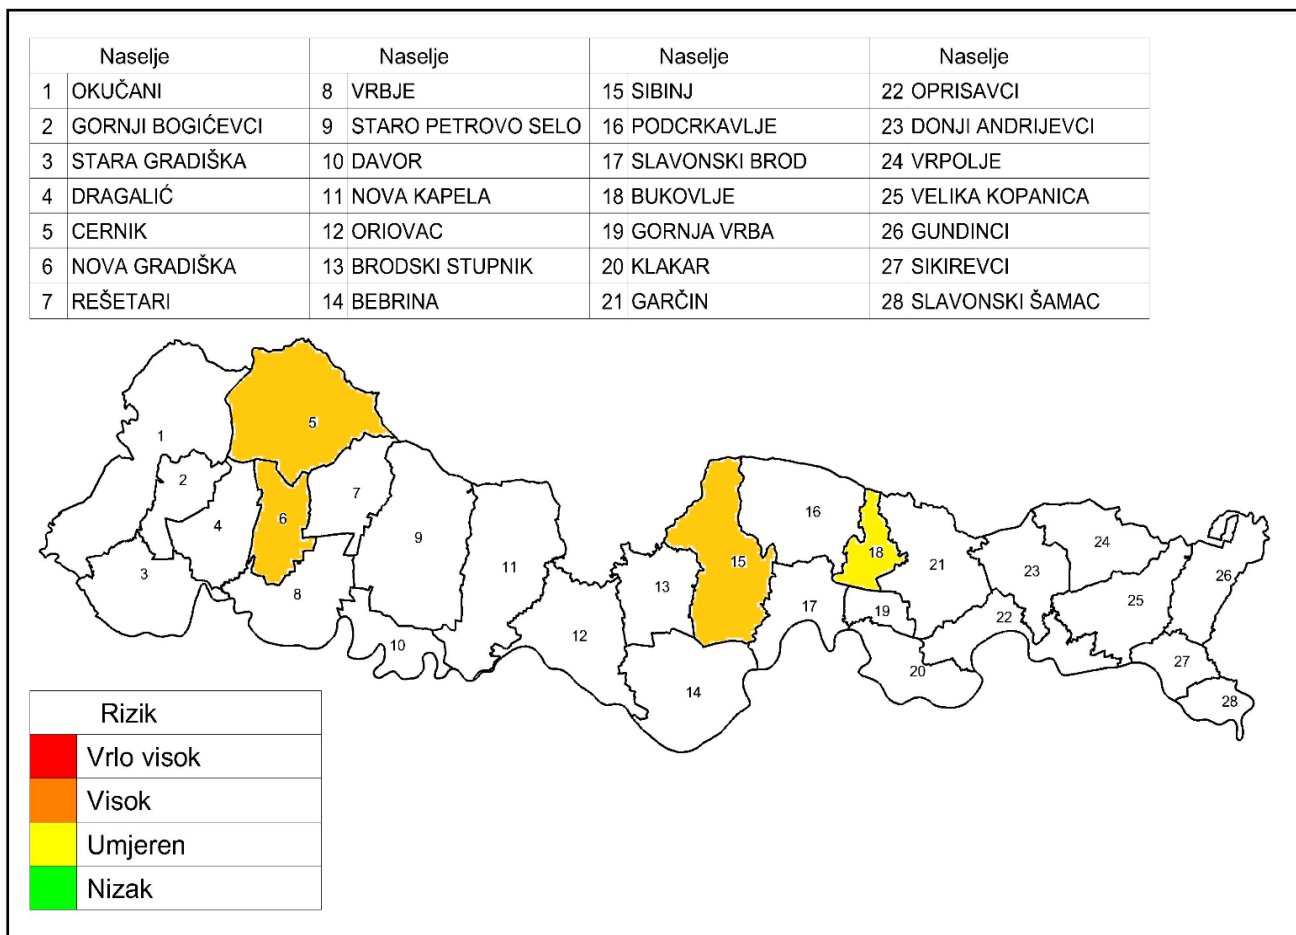 Naselje Naselje Naselje Naselje
1 OKUČANI 8 VRBJE 15 SIBINJ 22 OPRISAVCI
2 GORNJI BOGIĆEVCI 9 STARO PETROVO SELO 16 PODCRKAVLJE 23 DONJI ANDRIJEVCI
3 STARA GRADIŠKA 10 DAVOR 17 SLAVONSKI BROD 24 VRPOLJE
4 DRAGALIĆ 11 NOVA KAPELA 18 BUKOVLJE 25 VELIKA KOPANICA
5 CERNIK 12 ORIOVAC 19 GORNJA VRBA 26 GUNDINCI
6 NOVA GRADIŠKA 13 BRODSKI STUPNIK 20 KLAKAR 27 SIKIREVCI
7 REŠETARI 14 BEBRINA 21 GARČIN 28 SLAVONSKI ŠAMAC
5
1
2
7
6
4
9
3
8
10
11
12
13
15
14
16
17
18
19
20
21
22
23
24
25
26
27
28
Rizik
Vrlo visok
Visok
Umjeren
Nizak